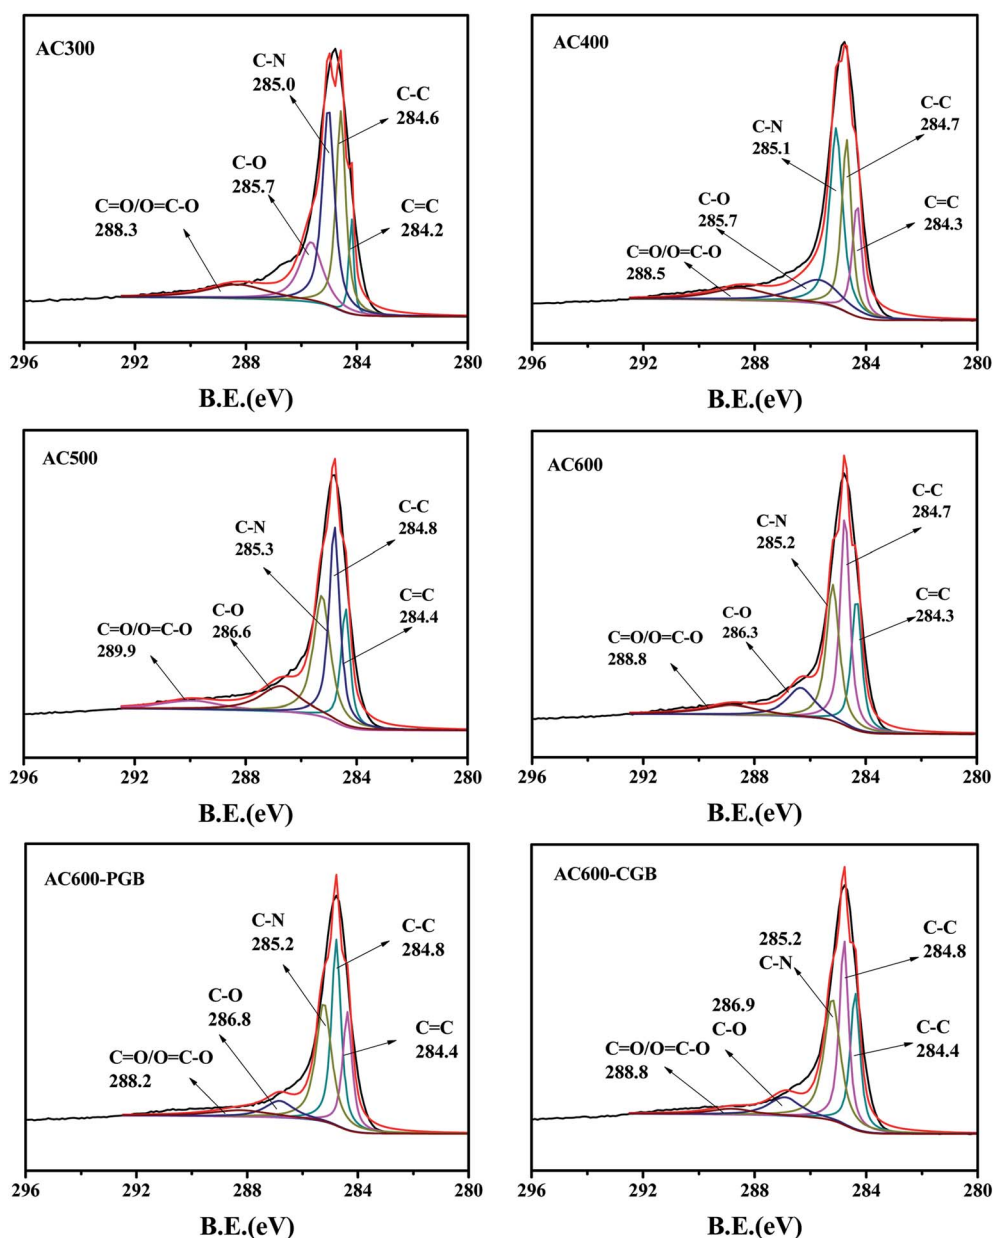 AC300
C-N
285.0
C-C
284.6
C-O
285.7
C=O/O=C-O
288.3
C=C
284.2
296 292 288 284 280
B.E.(eV)
AC400
C-N
285.1
C-C
284.7
C-O
285.7
C=O/O=C-O
288.5
C=C
284.3
296 292 288 284 280
B.E.(eV)
AC500
C-N
285.3
C-C
284.8
C-O
286.6
C=O/O=C-O
289.9
C=C
284.4
296 292 288 284 280
B.E.(eV)
AC600
C-N
285.2
C-C
284.7
C-O
286.3
C=O/O=C-O
288.8
C=C
284.3
296 292 288 284 280
B.E.(eV)
AC600-PGB
C-N
285.2
C-C
284.8
C-O
286.8
C=O/O=C-O
288.2
C=C
284.4
296 292 288 284 280
B.E.(eV)
AC600-CGB
285.2
C-N
C-C
284.8
286.9
C-O
C=O/O=C-O
288.8
C-C
284.4
296 292 288 284 280
B.E.(eV)